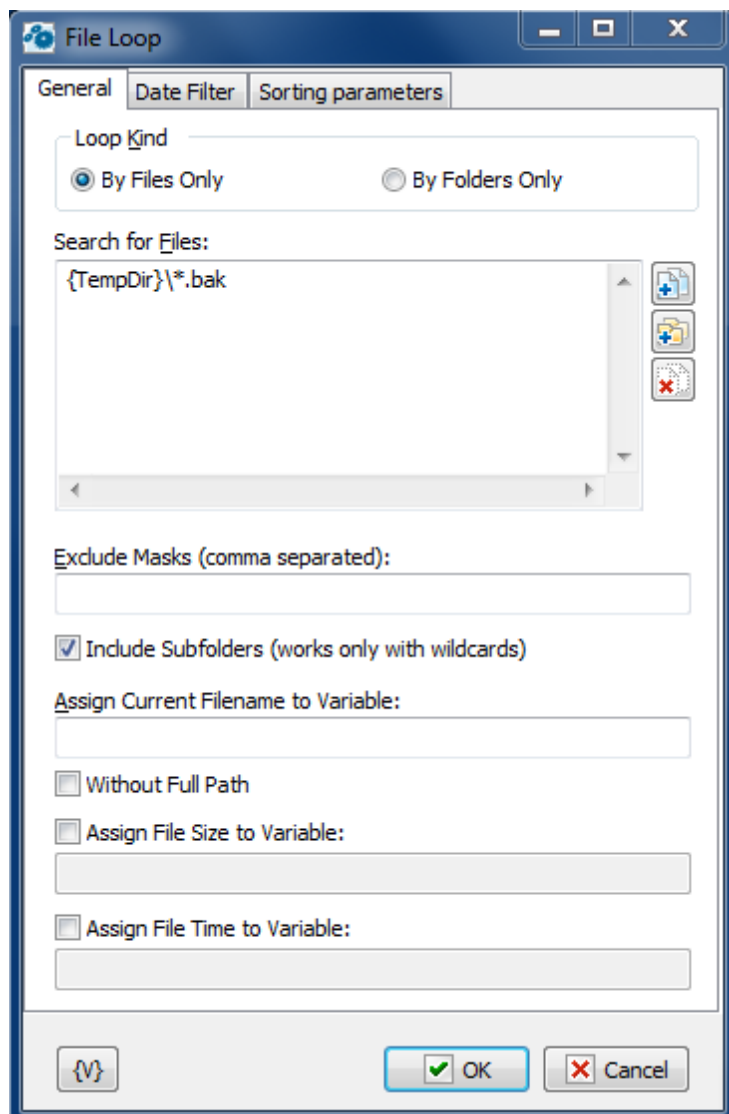 File Loop
General Date Filter Sorting parameters
Loop Kind
By Files Only By Folders Only
Search for Files:
{TempDir}\*.bak
Exclude Masks (comma separated):
Include Subfolders (works only with wildcards)
Assign Current Filename to Variable:
Without Full Path
Assign File Size to Variable:
Assign File Time to Variable:
{V} OK Cancel